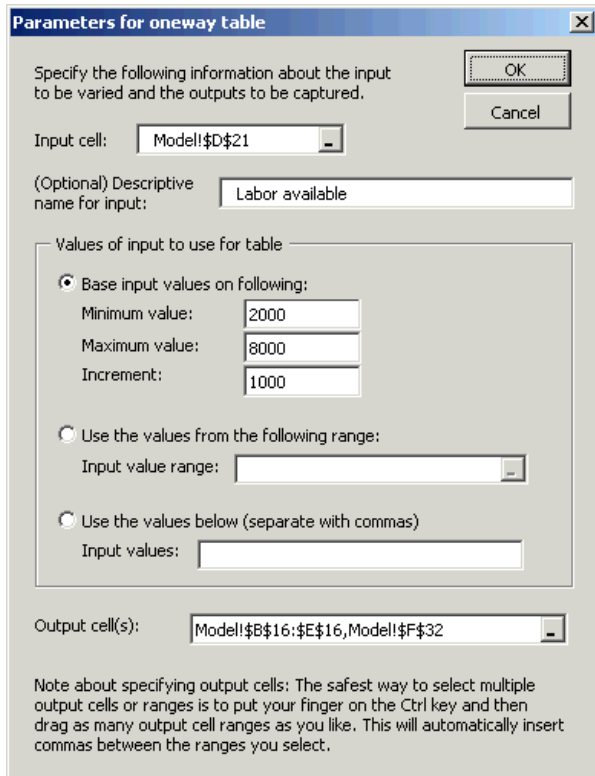 Parameters for oneway table
Specify the following information about the input
to be varied and the outputs to be captured.
OK
Cancel
Input cell: Model!$D$21
(Optional) Descriptive
name for input: Labor available
Values of input to use for table
Base input values on following:
Minimum value: 2000
Maximum value: 8000
Increment: 1000
Use the values from the following range:
Input value range:
Use the values below (separate with commas)
Input values:
Output cell(s): Model!$B$16:$E$16,Model!$F$32
Note about specifying output cells: The safest way to select multiple
output cells or ranges is to put your finger on the Ctrl key and then
drag as many output cell ranges as you like. This will automatically insert
commas between the ranges you select.